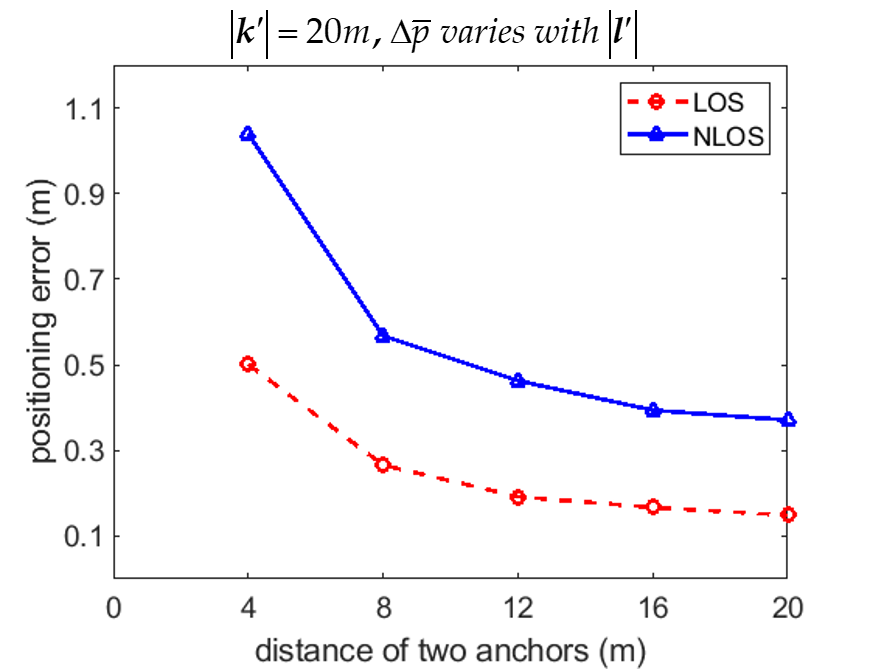 |k′| = 20m, Δp̅ varies with |l′|
LOS
NLOS
1.1
0.9
0.7
0.5
0.3
0.1
positioning error (m)
0 4 8 12 16 20
distance of two anchors (m)